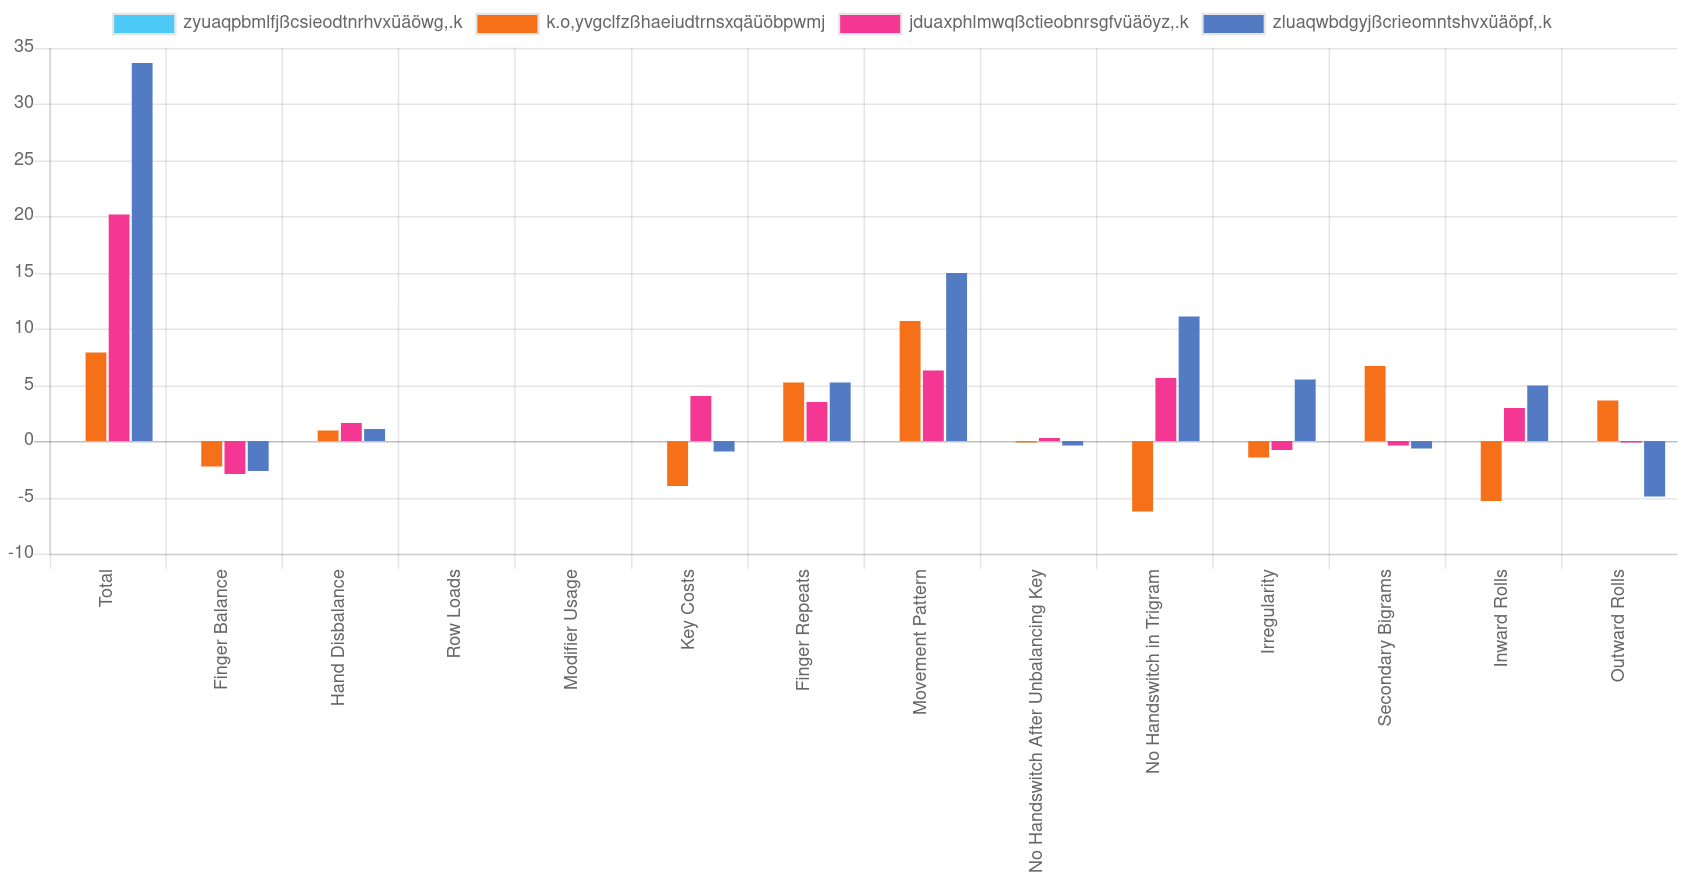 zyuaqpbmlfjßcsieodtnrhvxüäöwg,.k k.o,yvgclfzßhaeiudtrnsxqäüöbpwmj jduaxphlmwqßctieobnrsgfvüäöyz,.k zluaqwbdgyjßcrieomntshvxüäöpf,.k
35
30
25
20
15
10
5
0
-5
-10
Total
Finger Balance
Hand Disbalance
Row Loads
Modifier Usage
Key Costs
Finger Repeats
Movement Pattern
No Handswitch After Unbalancing Key
No Handswitch in Trigram
Irregularity
Secondary Bigrams
Inward Rolls
Outward Rolls